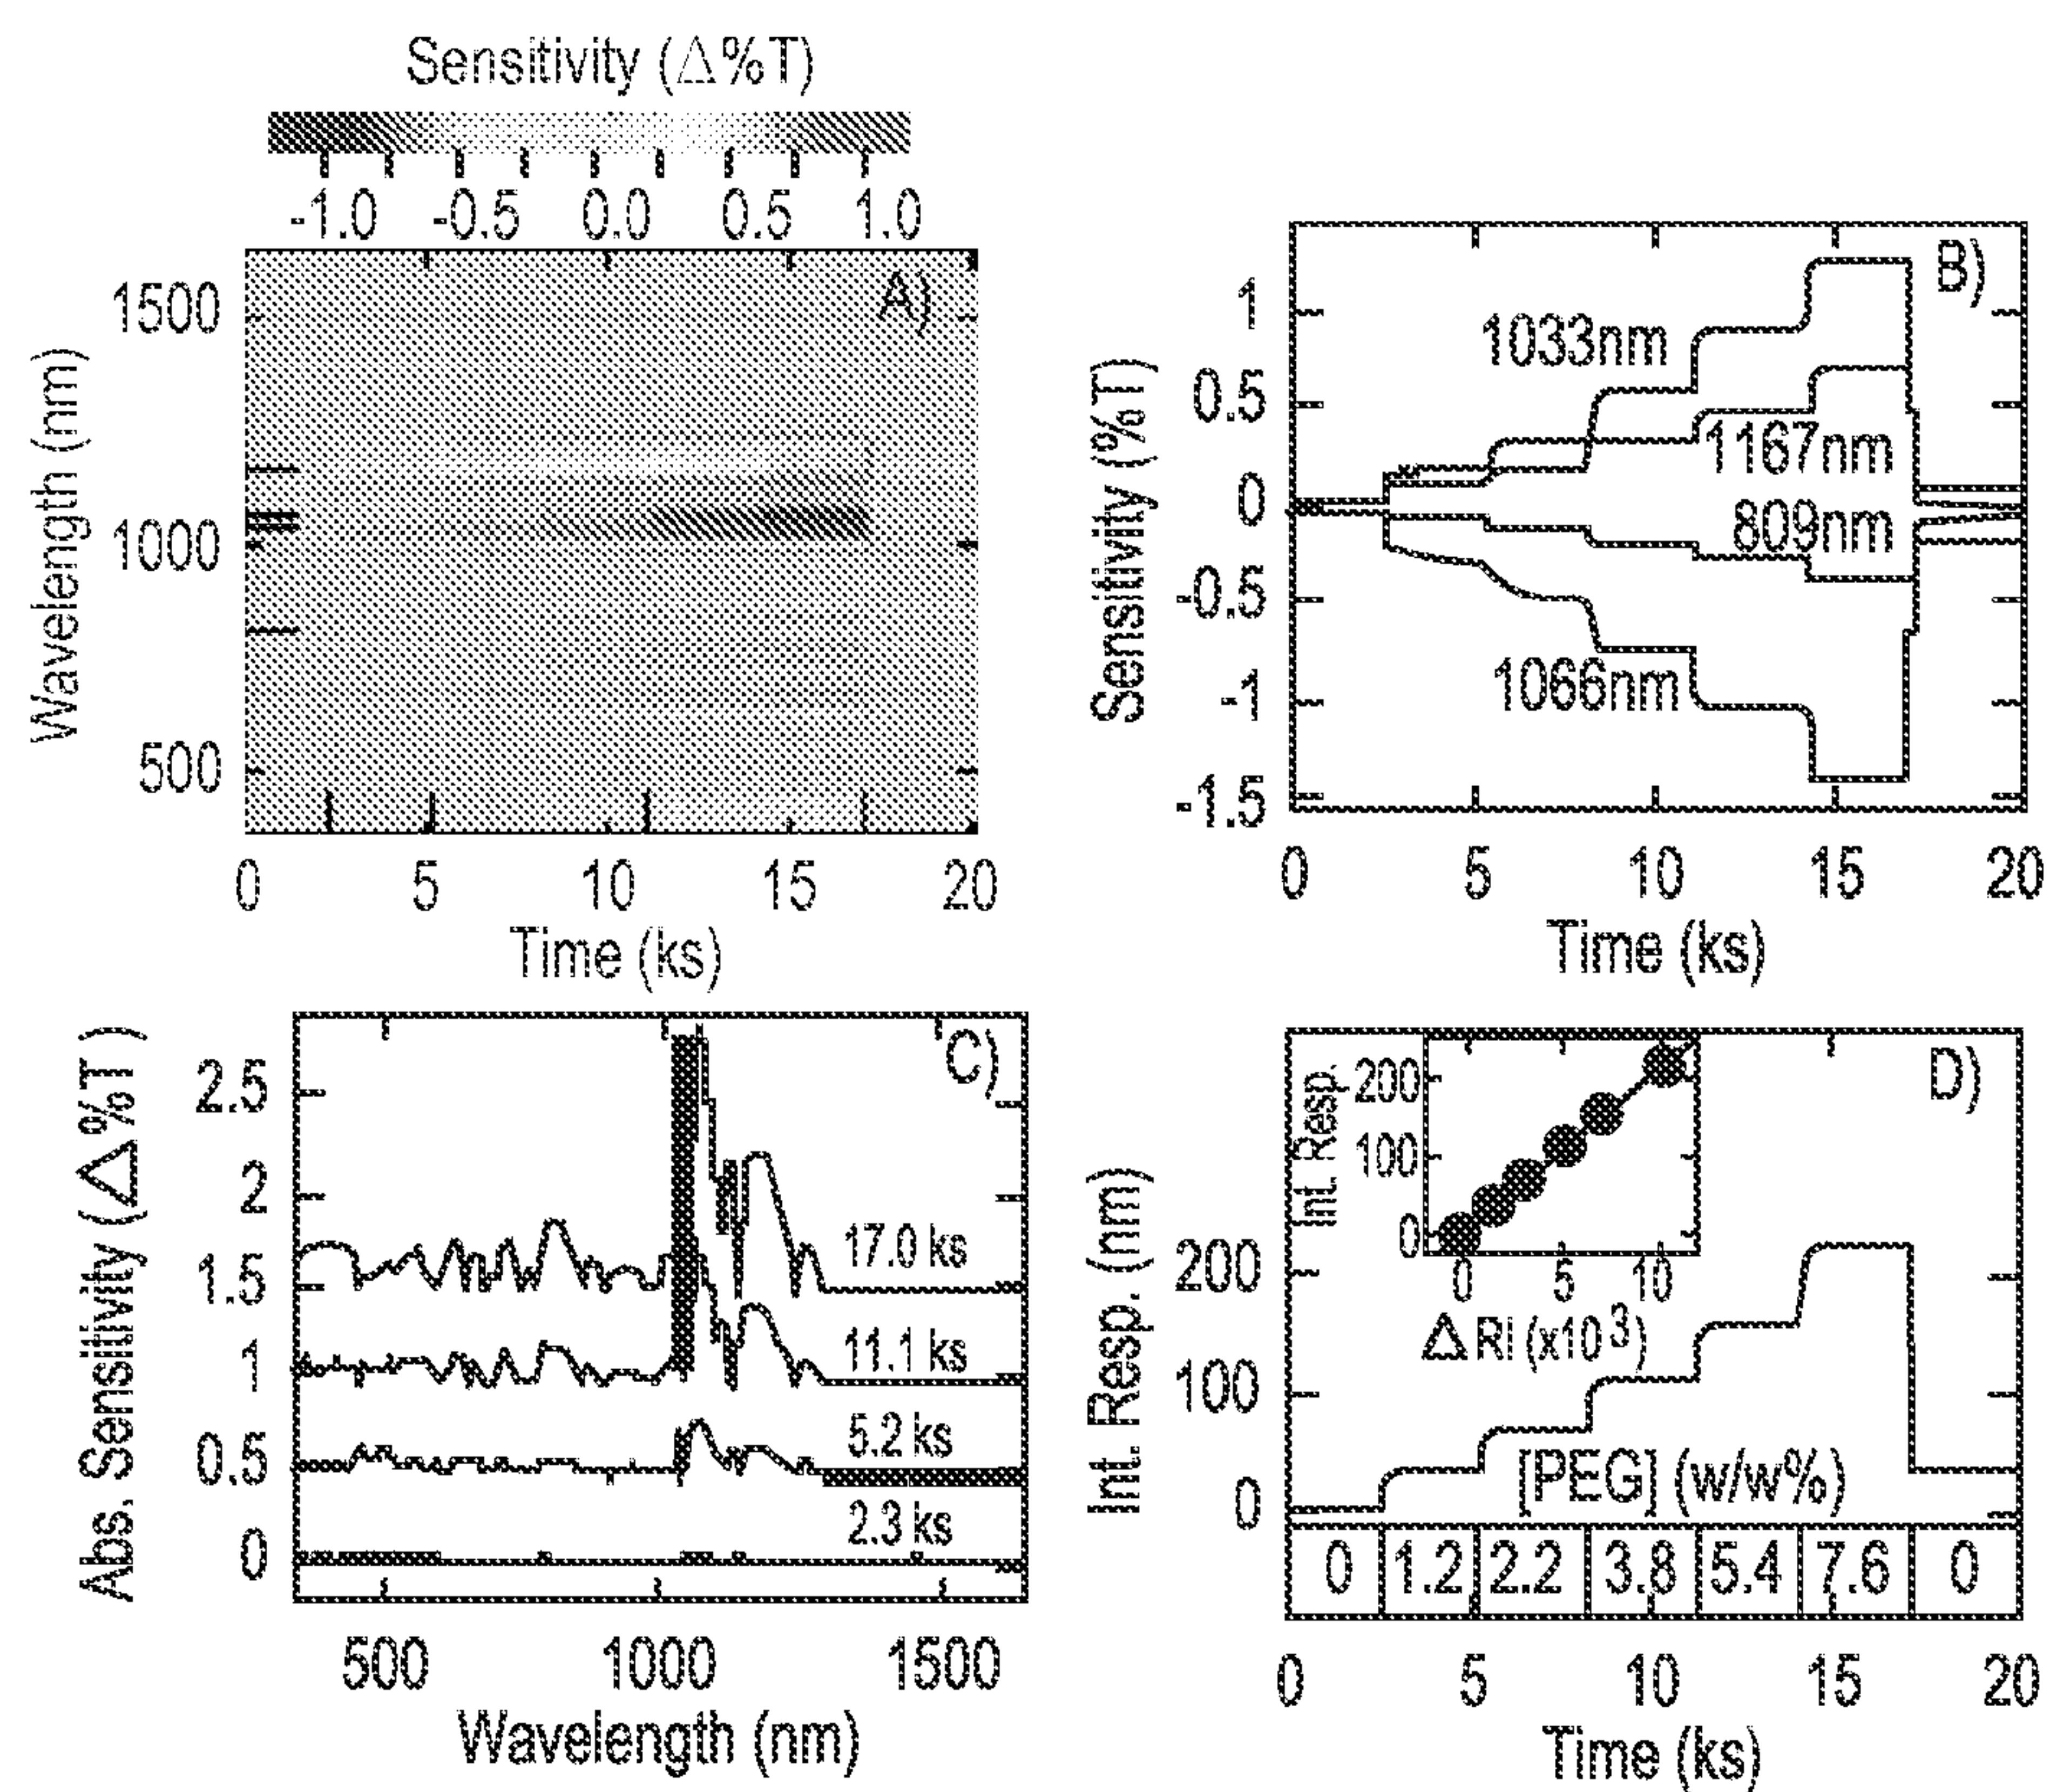 Sensitivity (△%T)
-1.0 -0.5 0.0 0.5 1.0
A)
Wavelength (nm)
1500
1000
500
0 5 10 15 20
Time (ks)
B)
Sensitivity (%T)
1
0.5
0
-0.5
-1
-1.5
1033nm
1167nm
809nm
1066nm
0 5 10 15 20
Time (ks)
C)
Abs. Sensitivity (△%T)
2.5
2
1.5
1
0.5
0
17.0 ks
11.1 ks
5.2 ks
2.3 ks
500 1000 1500
Wavelength (nm)
D)
Int. Resp. (nm)
200
100
0
Int. Resp.
200
100
0
0 5 10
△RI (x10³)
[PEG] (w/w%)
0 1.2 2.2 3.8 5.4 7.6 0
0 5 10 15 20
Time (ks)